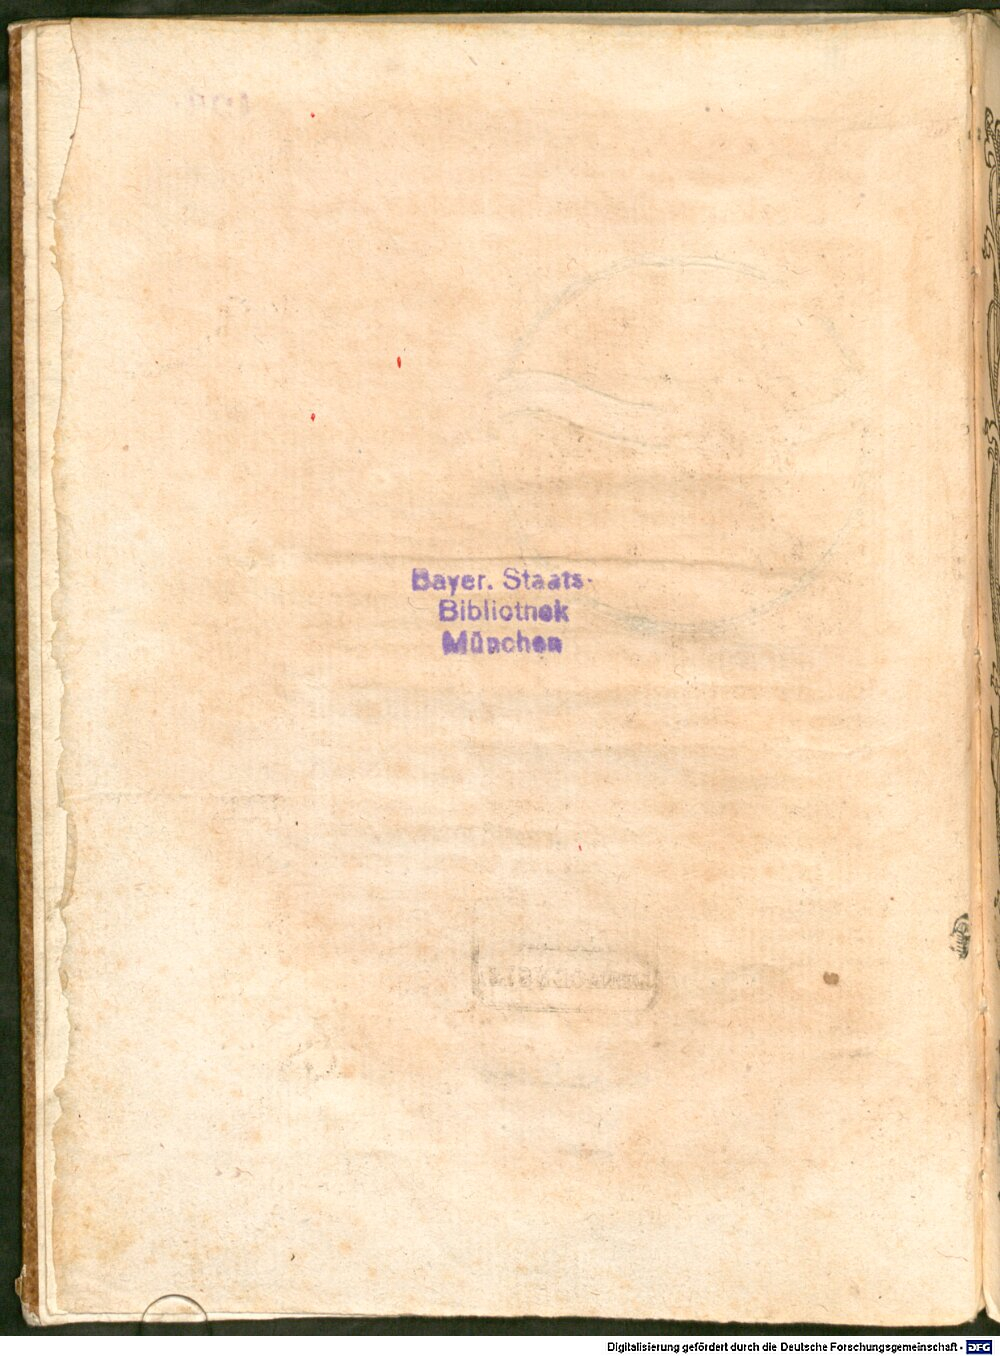 Bayer. Staats-
Bibliothek
München
Digitalisierung gefördert durch die Deutsche Forschungsgemeinschaft - DFG